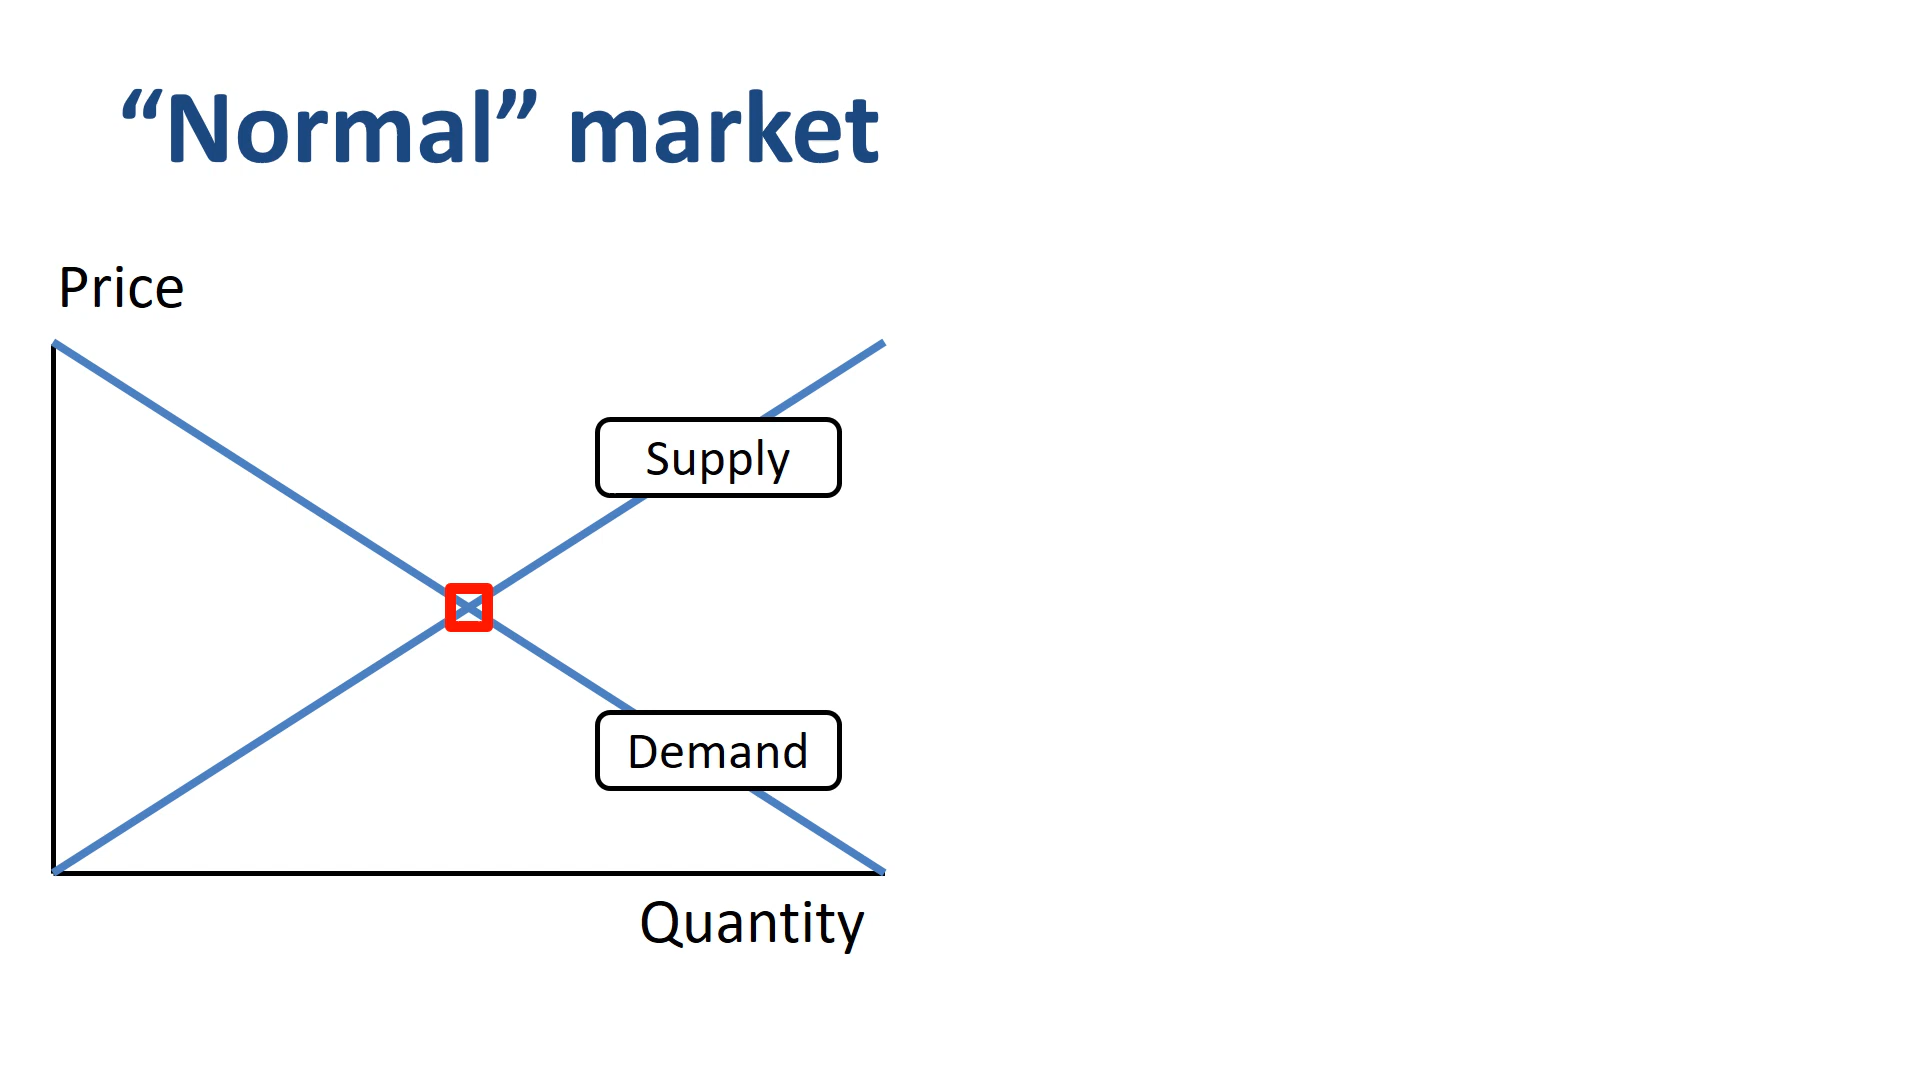 “Normal” market
Price
Supply
Demand
Quantity